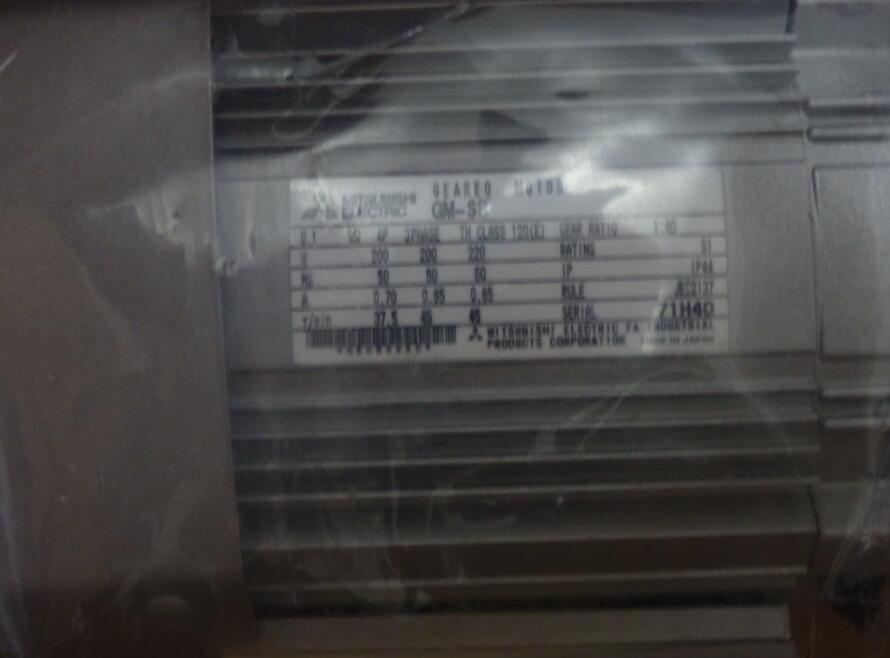 MITSUBISHI ELECTRIC
GEARED MOTOR
0.1 kW 4P 3PHASE TH CLASS 120(E) GEAR RATIO 1:40
V 200 200 220 RATING S1
Hz 50 60 60 IP IP44
A 0.70 0.65 0.65 RULE JEC2137
r/min 37.5 45 45 SERIAL 71H40
MITSUBISHI ELECTRIC FA INDUSTRIAL
PRODUCTS CORPORATION MADE IN JAPAN